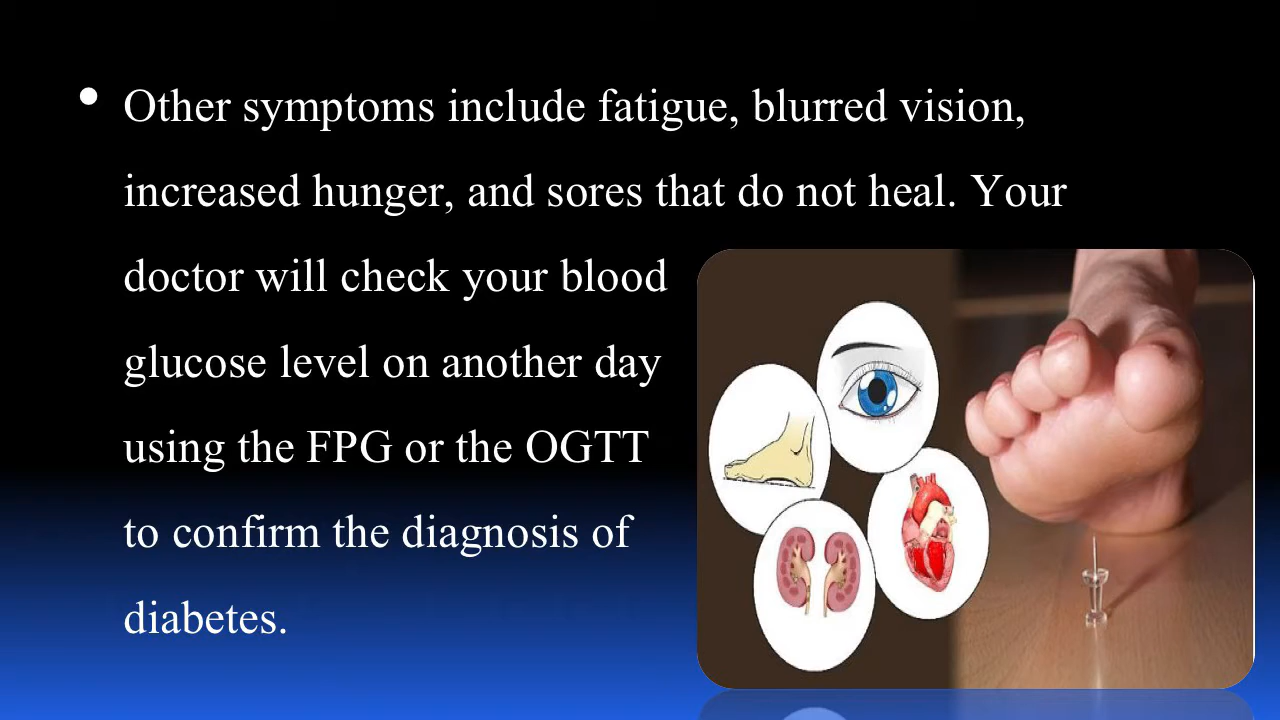 • Other symptoms include fatigue, blurred vision,
increased hunger, and sores that do not heal. Your
doctor will check your blood
glucose level on another day
using the FPG or the OGTT
to confirm the diagnosis of
diabetes.